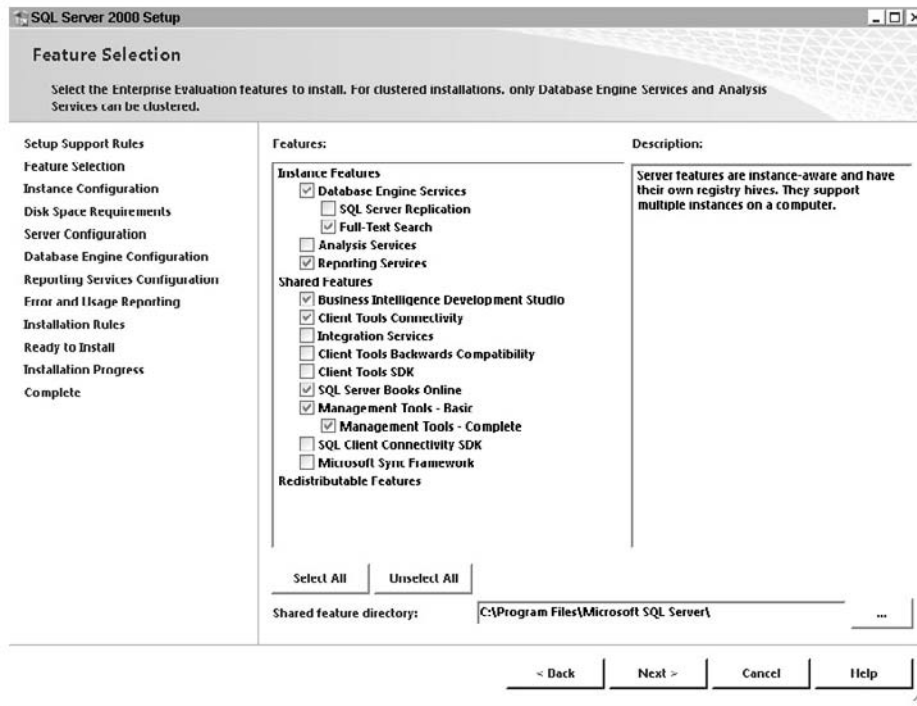 SQL Server 2000 Setup
Feature Selection
Select the Enterprise Evaluation features to install. For clustered installations, only Database Engine Services and Analysis
Services can be clustered.
Setup Support Rules
Feature Selection
Instance Configuration
Disk Space Requirements
Server Configuration
Database Engine Configuration
Reporting Services Configuration
Error and Usage Reporting
Installation Rules
Ready to Install
Installation Progress
Complete
Features:
Instance Features
Database Engine Services
SQL Server Replication
Full-Text Search
Analysis Services
Reporting Services
Shared Features
Business Intelligence Development Studio
Client Tools Connectivity
Integration Services
Client Tools Backwards Compatibility
Client Tools SDK
SQL Server Books Online
Management Tools - Basic
Management Tools - Complete
SQL Client Connectivity SDK
Microsoft Sync Framework
Redistributable Features
Description:
Server features are instance-aware and have
their own registry hives. They support
multiple instances on a computer.
Select All
Unselect All
Shared feature directory:
C:\Program Files\Microsoft SQL Server\
...
< Back
Next >
Cancel
Help